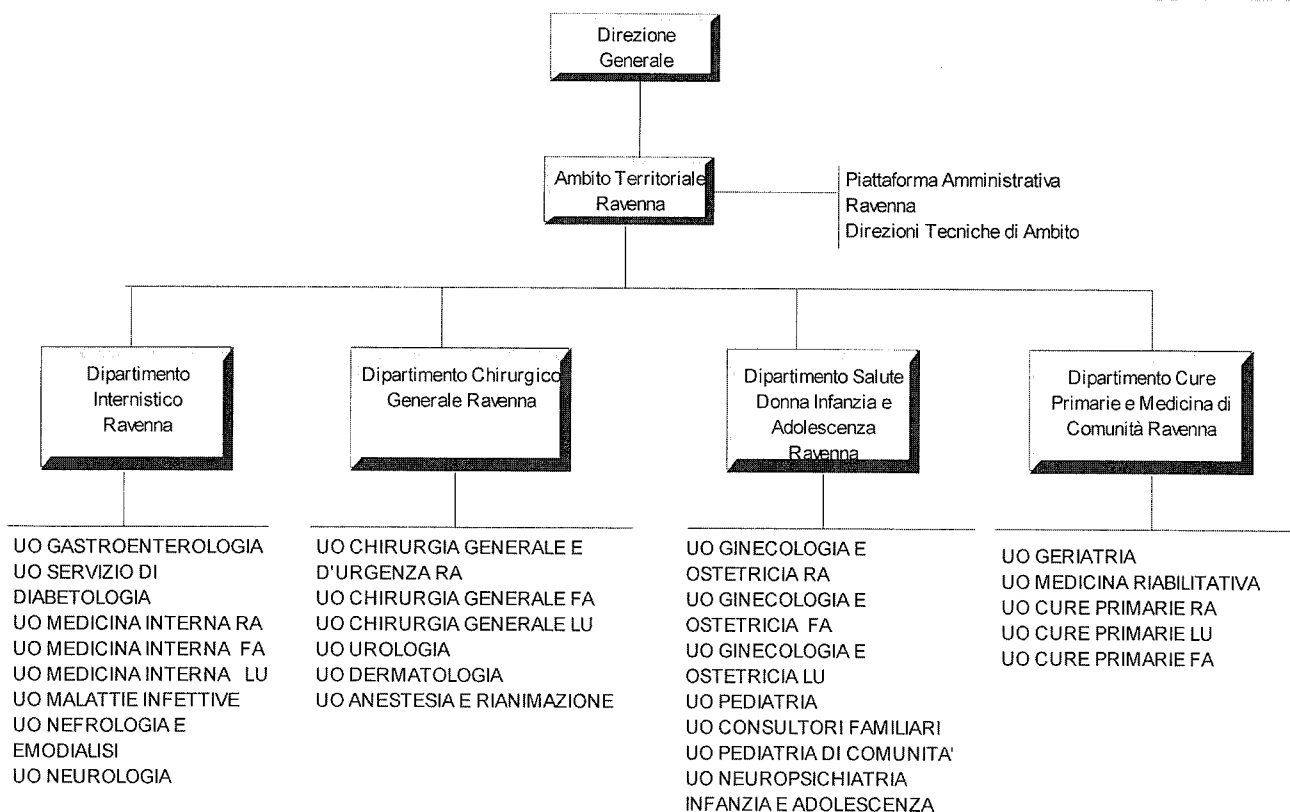 Direzione
Generale
Ambito Territoriale
Ravenna
Piattaforma Amministrativa
Ravenna
Direzioni Tecniche di Ambito
Dipartimento
Internistico
Ravenna
Dipartimento Chirurgico
Generale Ravenna
Dipartimento Salute
Donna Infanzia e
Adolescenza
Ravenna
Dipartimento Cure
Primarie e Medicina di
Comunità Ravenna
UO GASTROENTEROLOGIA
UO SERVIZIO DI
DIABETOLOGIA
UO MEDICINA INTERNA RA
UO MEDICINA INTERNA FA
UO MEDICINA INTERNA LU
UO MALATTIE INFETTIVE
UO NEFROLOGIA E
EMODIALISI
UO NEUROLOGIA
UO CHIRURGIA GENERALE E
D'URGENZA RA
UO CHIRURGIA GENERALE FA
UO CHIRURGIA GENERALE LU
UO UROLOGIA
UO DERMATOLOGIA
UO ANESTESIA E RIANIMAZIONE
UO GINECOLOGIA E
OSTETRICIA RA
UO GINECOLOGIA E
OSTETRICIA FA
UO GINECOLOGIA E
OSTETRICIA LU
UO PEDIATRIA
UO CONSULTORI FAMILIARI
UO PEDIATRIA DI COMUNITA'
UO NEUROPSICHIATRIA
INFANZIA E ADOLESCENZA
UO GERIATRIA
UO MEDICINA RIABILITATIVA
UO CURE PRIMARIE RA
UO CURE PRIMARIE LU
UO CURE PRIMARIE FA